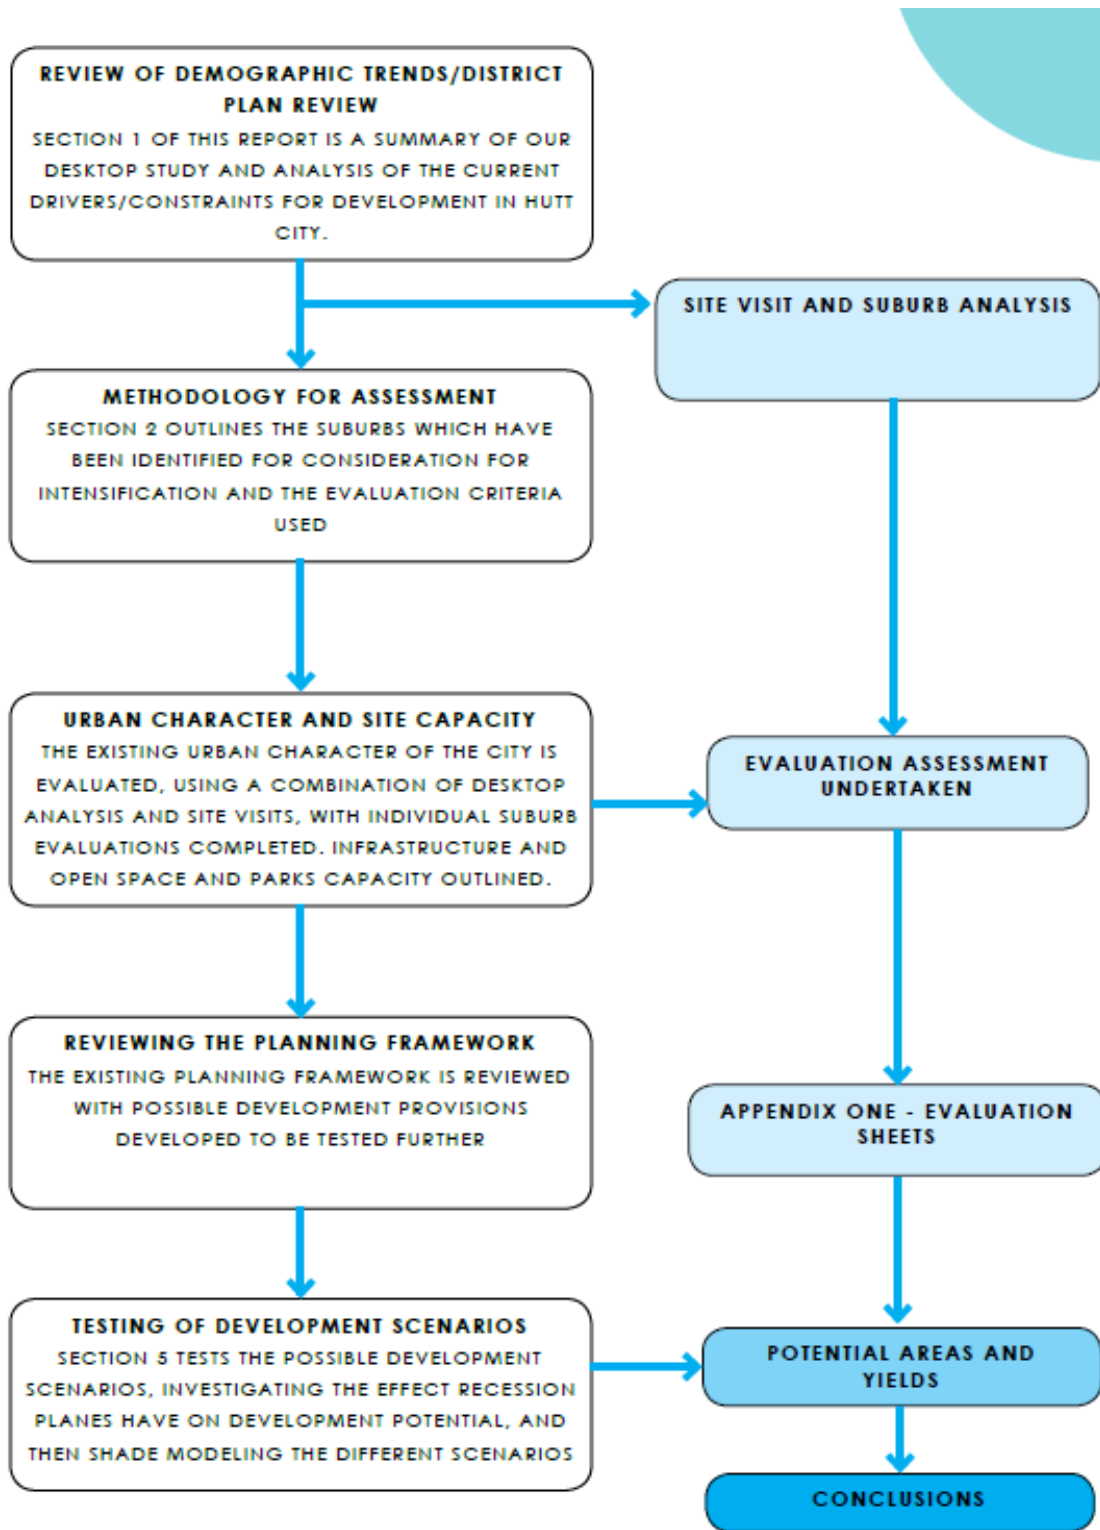 REVIEW OF DEMOGRAPHIC TRENDS/DISTRICT
PLAN REVIEW
SECTION 1 OF THIS REPORT IS A SUMMARY OF OUR
DESKTOP STUDY AND ANALYSIS OF THE CURRENT
DRIVERS/CONSTRAINTS FOR DEVELOPMENT IN HUTT
CITY.
SITE VISIT AND SUBURB ANALYSIS
METHODOLOGY FOR ASSESSMENT
SECTION 2 OUTLINES THE SUBURBS WHICH HAVE
BEEN IDENTIFIED FOR CONSIDERATION FOR
INTENSIFICATION AND THE EVALUATION CRITERIA
USED
URBAN CHARACTER AND SITE CAPACITY
THE EXISTING URBAN CHARACTER OF THE CITY IS
EVALUATED, USING A COMBINATION OF DESKTOP
ANALYSIS AND SITE VISITS, WITH INDIVIDUAL SUBURB
EVALUATIONS COMPLETED. INFRASTRUCTURE AND
OPEN SPACE AND PARKS CAPACITY OUTLINED.
EVALUATION ASSESSMENT
UNDERTAKEN
REVIEWING THE PLANNING FRAMEWORK
THE EXISTING PLANNING FRAMEWORK IS REVIEWED
WITH POSSIBLE DEVELOPMENT PROVISIONS
DEVELOPED TO BE TESTED FURTHER
APPENDIX ONE - EVALUATION
SHEETS
TESTING OF DEVELOPMENT SCENARIOS
SECTION 5 TESTS THE POSSIBLE DEVELOPMENT
SCENARIOS, INVESTIGATING THE EFFECT RECESSION
PLANES HAVE ON DEVELOPMENT POTENTIAL, AND
THEN SHADE MODELING THE DIFFERENT SCENARIOS
POTENTIAL AREAS AND
YIELDS
CONCLUSIONS